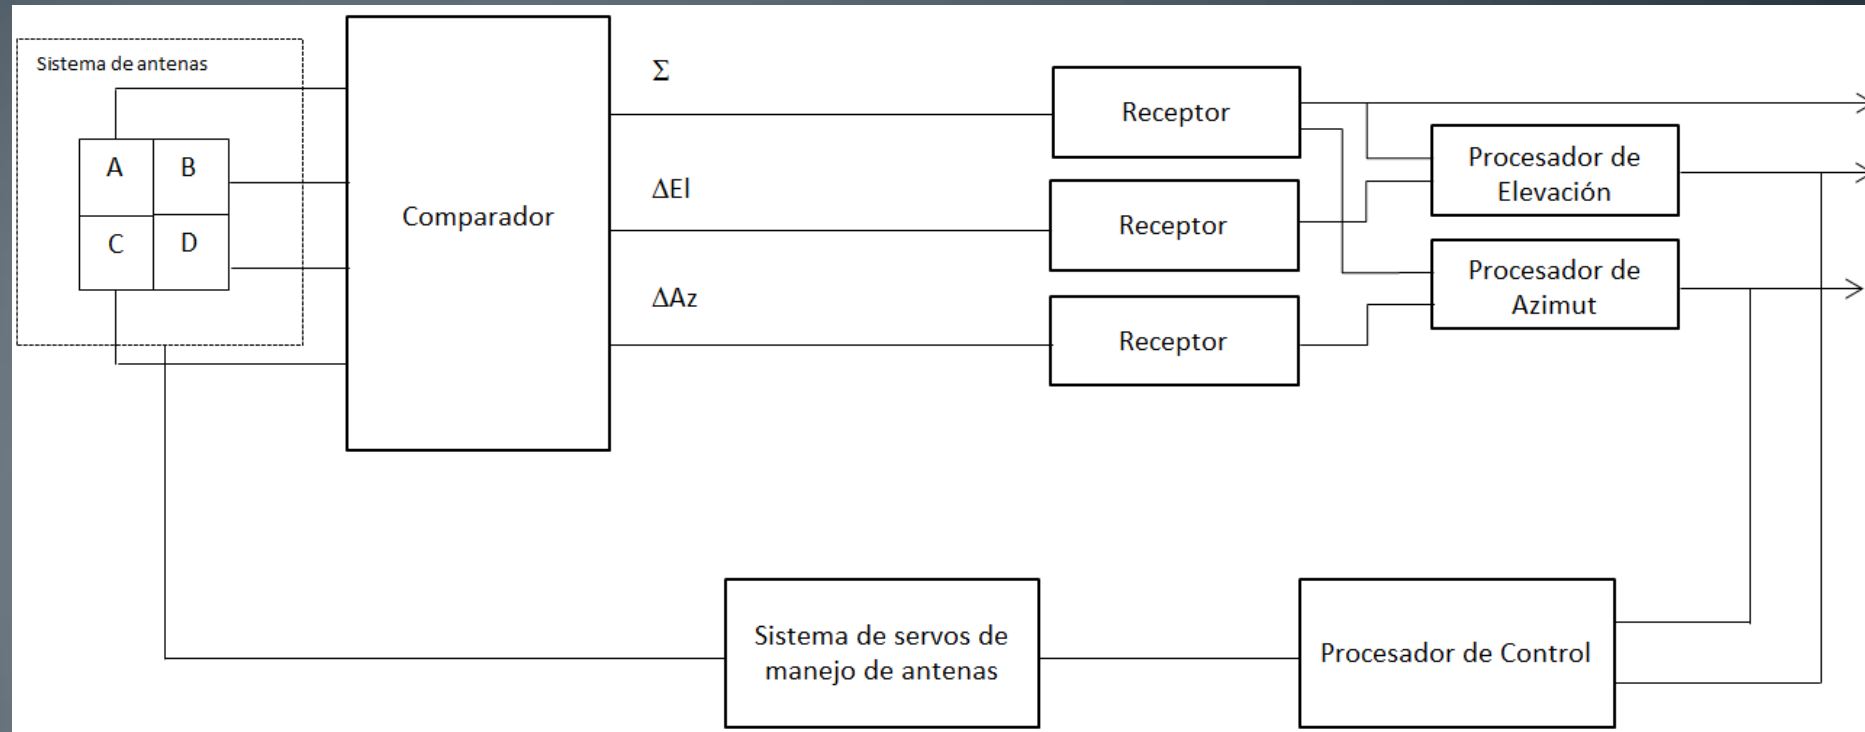 Sistema de antenas
A
B
C
D
Comparador
Σ
ΔEl
ΔAz
Receptor
Receptor
Receptor
Procesador de
Elevación
Procesador de
Azimut
Sistema de servos de
manejo de antenas
Procesador de Control